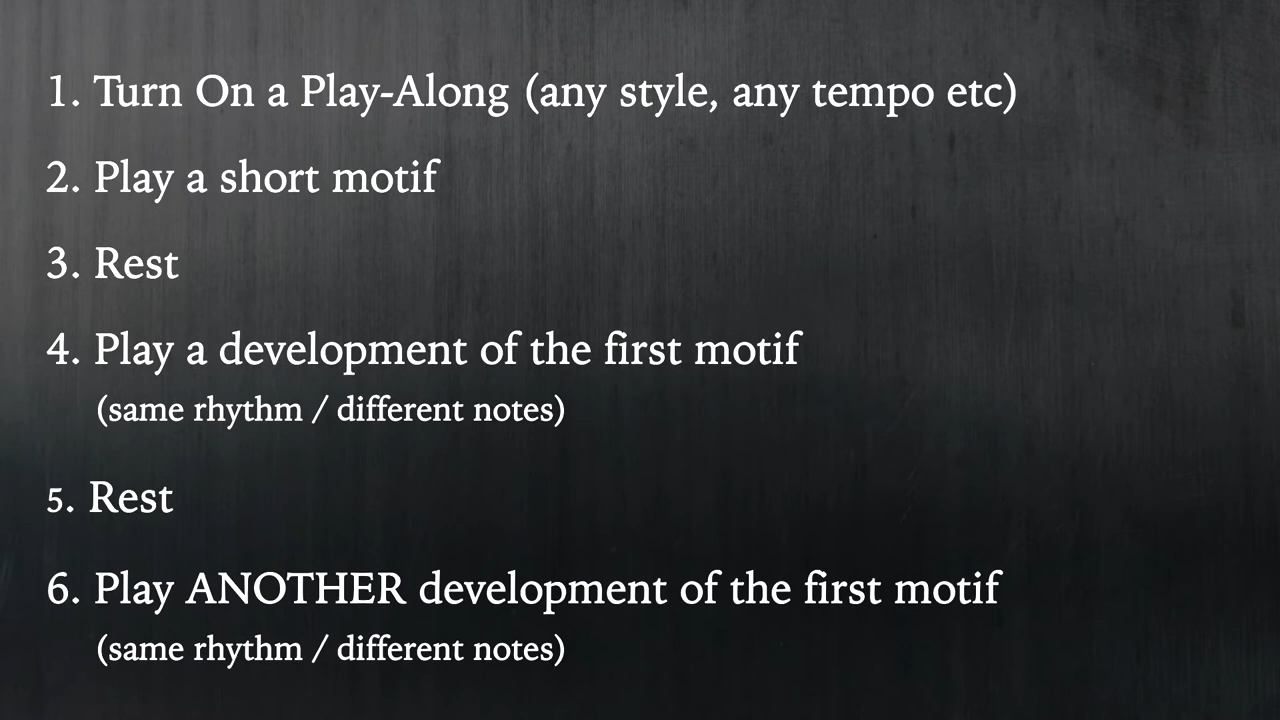 1. Turn On a Play-Along (any style, any tempo etc)
2. Play a short motif
3. Rest
4. Play a development of the first motif
(same rhythm / different notes)
5. Rest
6. Play ANOTHER development of the first motif
(same rhythm / different notes)